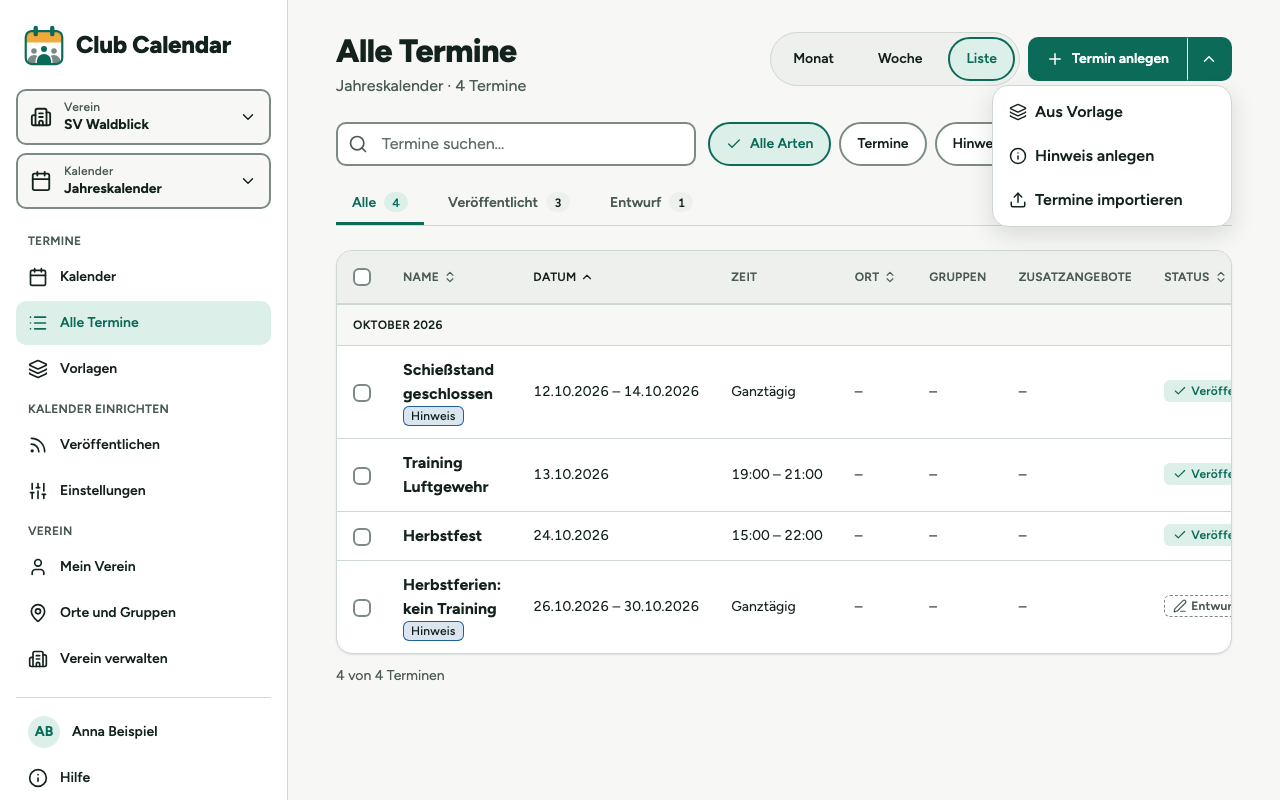 Club Calendar
Verein
SV Waldblick
Kalender
Jahreskalender
TERMINE
Kalender
Alle Termine
Vorlagen
KALENDER EINRICHTEN
Veröffentlichen
Einstellungen
VEREIN
Mein Verein
Orte und Gruppen
Verein verwalten
AB Anna Beispiel
Hilfe
Alle Termine
Jahreskalender · 4 Termine
Monat Woche Liste
Termin anlegen
Aus Vorlage
Hinweis anlegen
Termine importieren
Termine suchen...
Alle Arten Termine Hinwe
Alle 4 Veröffentlicht 3 Entwurf 1
NAME DATUM ZEIT ORT GRUPPEN ZUSATZANGEBOTE STATUS
OKTOBER 2026
Schießstand
geschlossen
Hinweis
12.10.2026 – 14.10.2026 Ganztägig – – – Veröffe
Training
Luftgewehr
13.10.2026 19:00 – 21:00 – – – Veröffe
Herbstfest 24.10.2026 15:00 – 22:00 – – – Veröffe
Herbstferien:
kein Training
Hinweis
26.10.2026 – 30.10.2026 Ganztägig – – – Entwur
4 von 4 Terminen